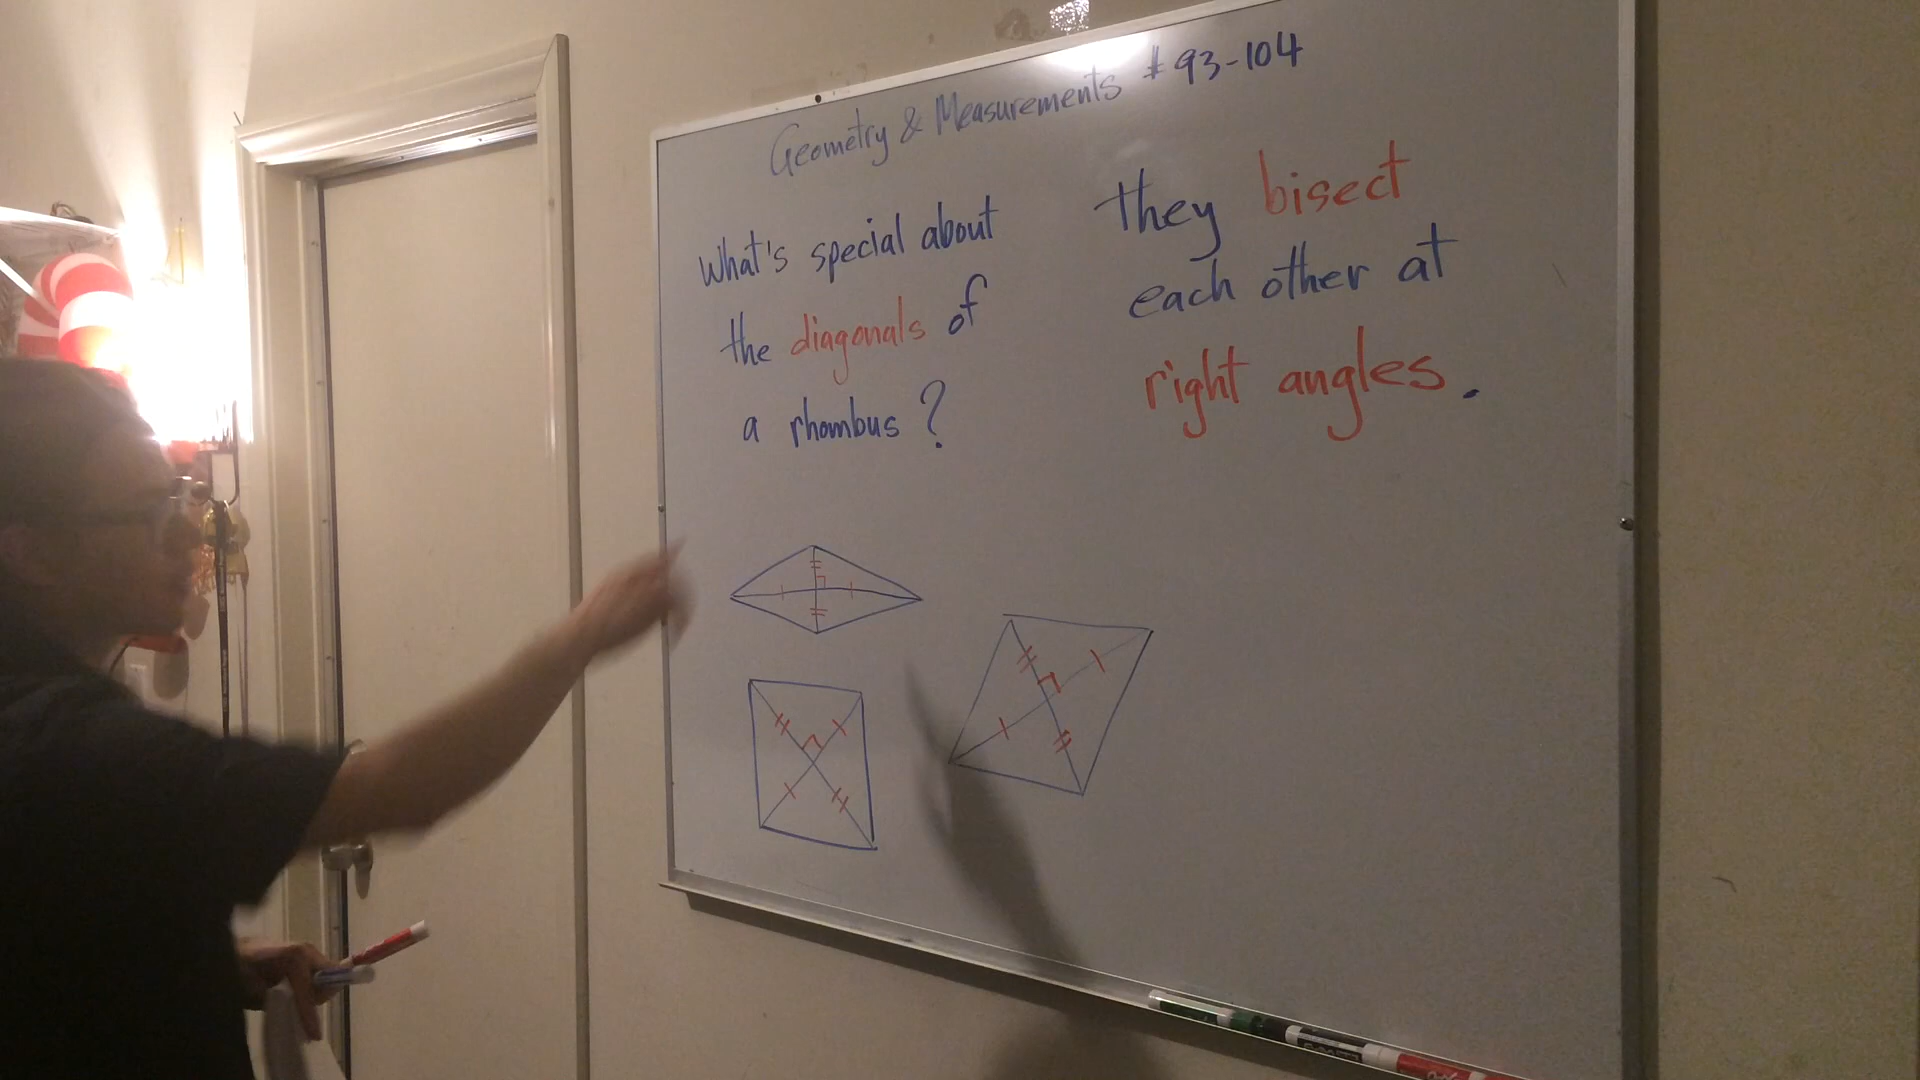 Geometry & Measurements # 93-104
What's special about
the diagonals of
a rhombus?
they bisect
each other at
right angles.